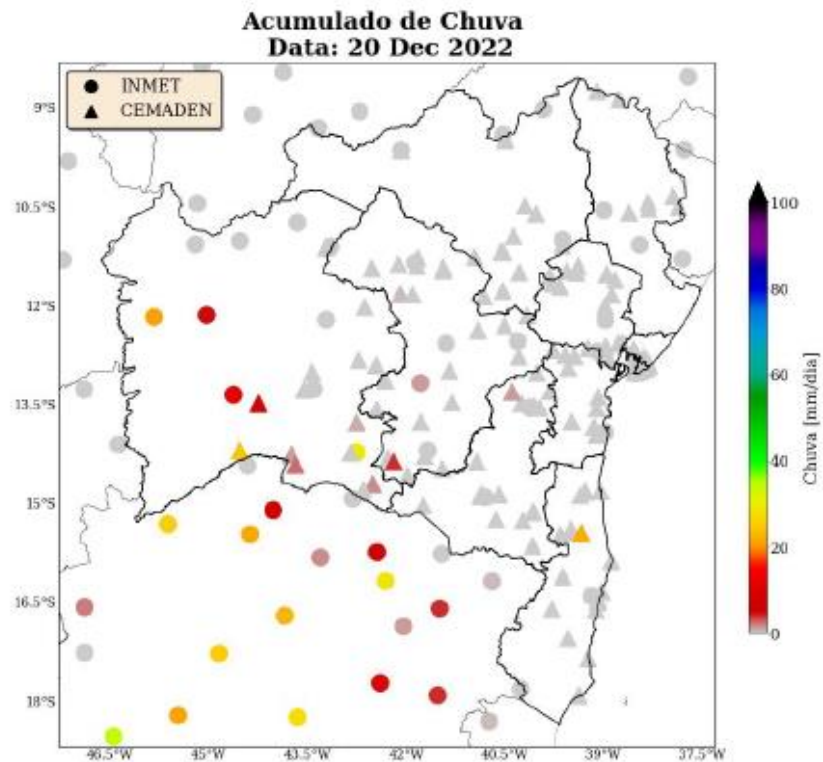 Acumulado de Chuva
Data: 20 Dec 2022
INMET
CEMADEN
9°S
10.5°S
12°S
13.5°S
15°S
16.5°S
18°S
46.5°W
45°W
43.5°W
42°W
40.5°W
39°W
37.5°W
100
80
60
40
20
0
Chuva [mm/dia]